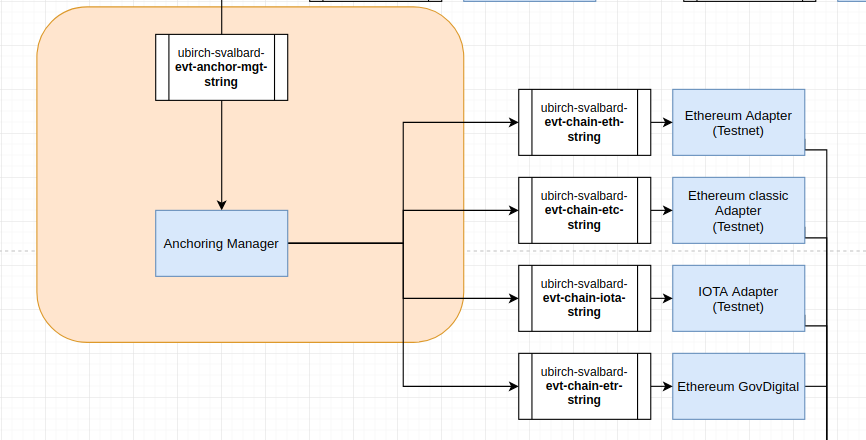 ubirch-svalbard-
evt-anchor-mgt-
string
Anchoring Manager
ubirch-svalbard-
evt-chain-eth-
string
Ethereum Adapter
(Testnet)
ubirch-svalbard-
evt-chain-etc-
string
Ethereum classic
Adapter
(Testnet)
ubirch-svalbard-
evt-chain-iota-
string
IOTA Adapter
(Testnet)
ubirch-svalbard-
evt-chain-etr-
string
Ethereum GovDigital